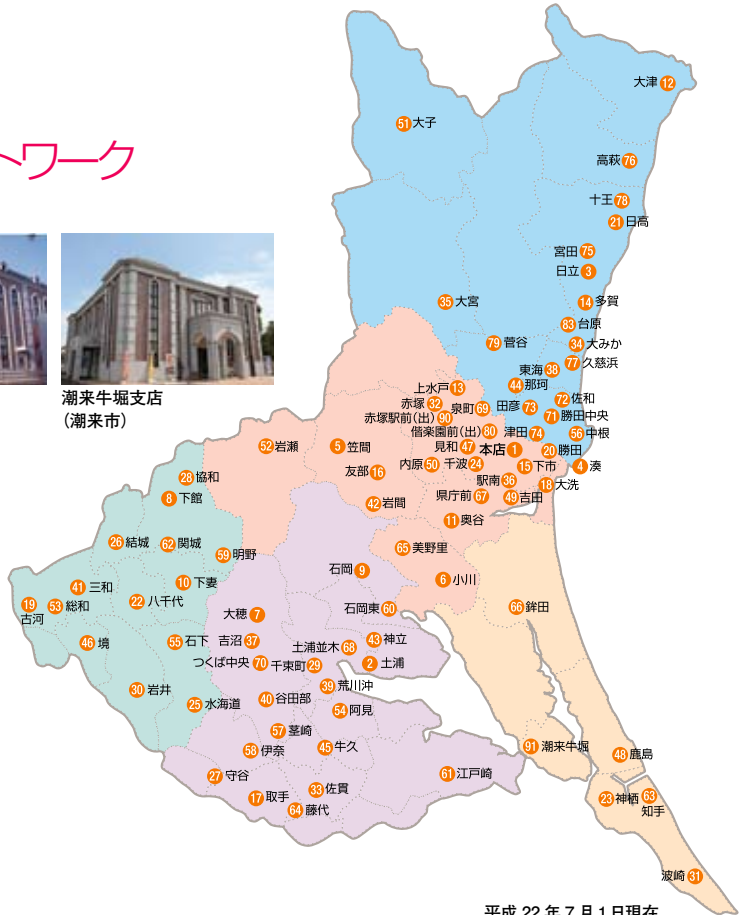 トワーク
潮来牛堀支店
(潮来市)
大津 12
51 大子
高萩 76
十王 78
21 日高
宮田 75
日立 3
35 大宮
14 多賀
83 台原
79 菅谷
34 大みか
東海 38
77 久慈浜
44 那珂
上水戸 13
赤塚 32
泉町 69
田彦 73
72 佐和
赤塚駅前(出) 90
71 勝田中央
偕楽園前(出) 80
津田 74
56 中根
52 岩瀬
5 笠間
見和 47
本店 1
20 勝田
友部 16
内原 50
千波 24
15 下市
4 湊
28 協和
駅南 36
18 大洗
8 下館
42 岩間
県庁前 67
49 吉田
11 奥谷
26 結城
62 関城
59 明野
65 美野里
石岡 9
10 下妻
6 小川
41 三和
19 古河
53 総和
22 八千代
大穂 7
石岡東 60
66 鉾田
46 境
55 石下
吉沼 37
土浦並木 68
43 神立
つくば中央 70
千束町 29
2 土浦
30 岩井
25 水海道
40 谷田部
39 荒川沖
54 阿見
57 茎崎
58 伊奈
45 牛久
91 潮来牛堀
48 鹿島
27 守谷
61 江戸崎
17 取手
33 佐貫
64 藤代
23 神栖
63 知手
波崎 31
平成 22 年 7 月 1 日現在